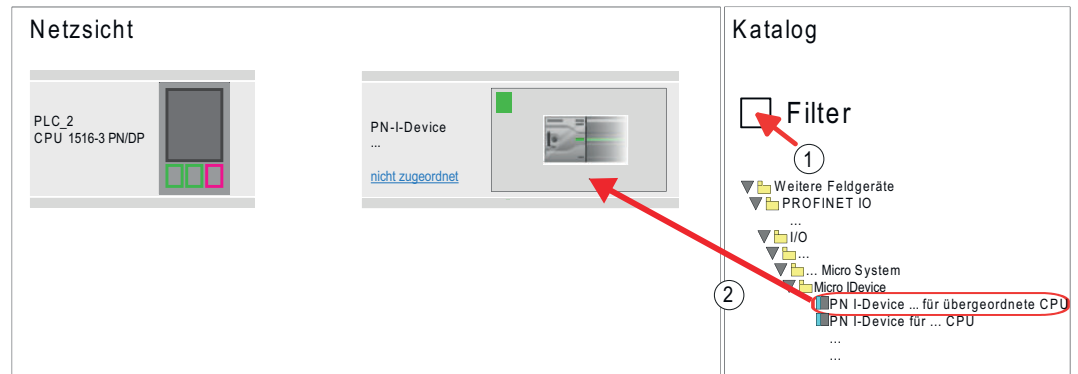 Netzsicht
PLC_2
CPU 1516-3 PN/DP
PN-I-Device
...
nicht zugeordnet
Katalog
Filter
1
Weitere Feldgeräte
PROFINET IO
...
I/O
...
... Micro System
Micro IDevice
2
PN I-Device ... für übergeordnete CPU
PN I-Device für ... CPU
...
...